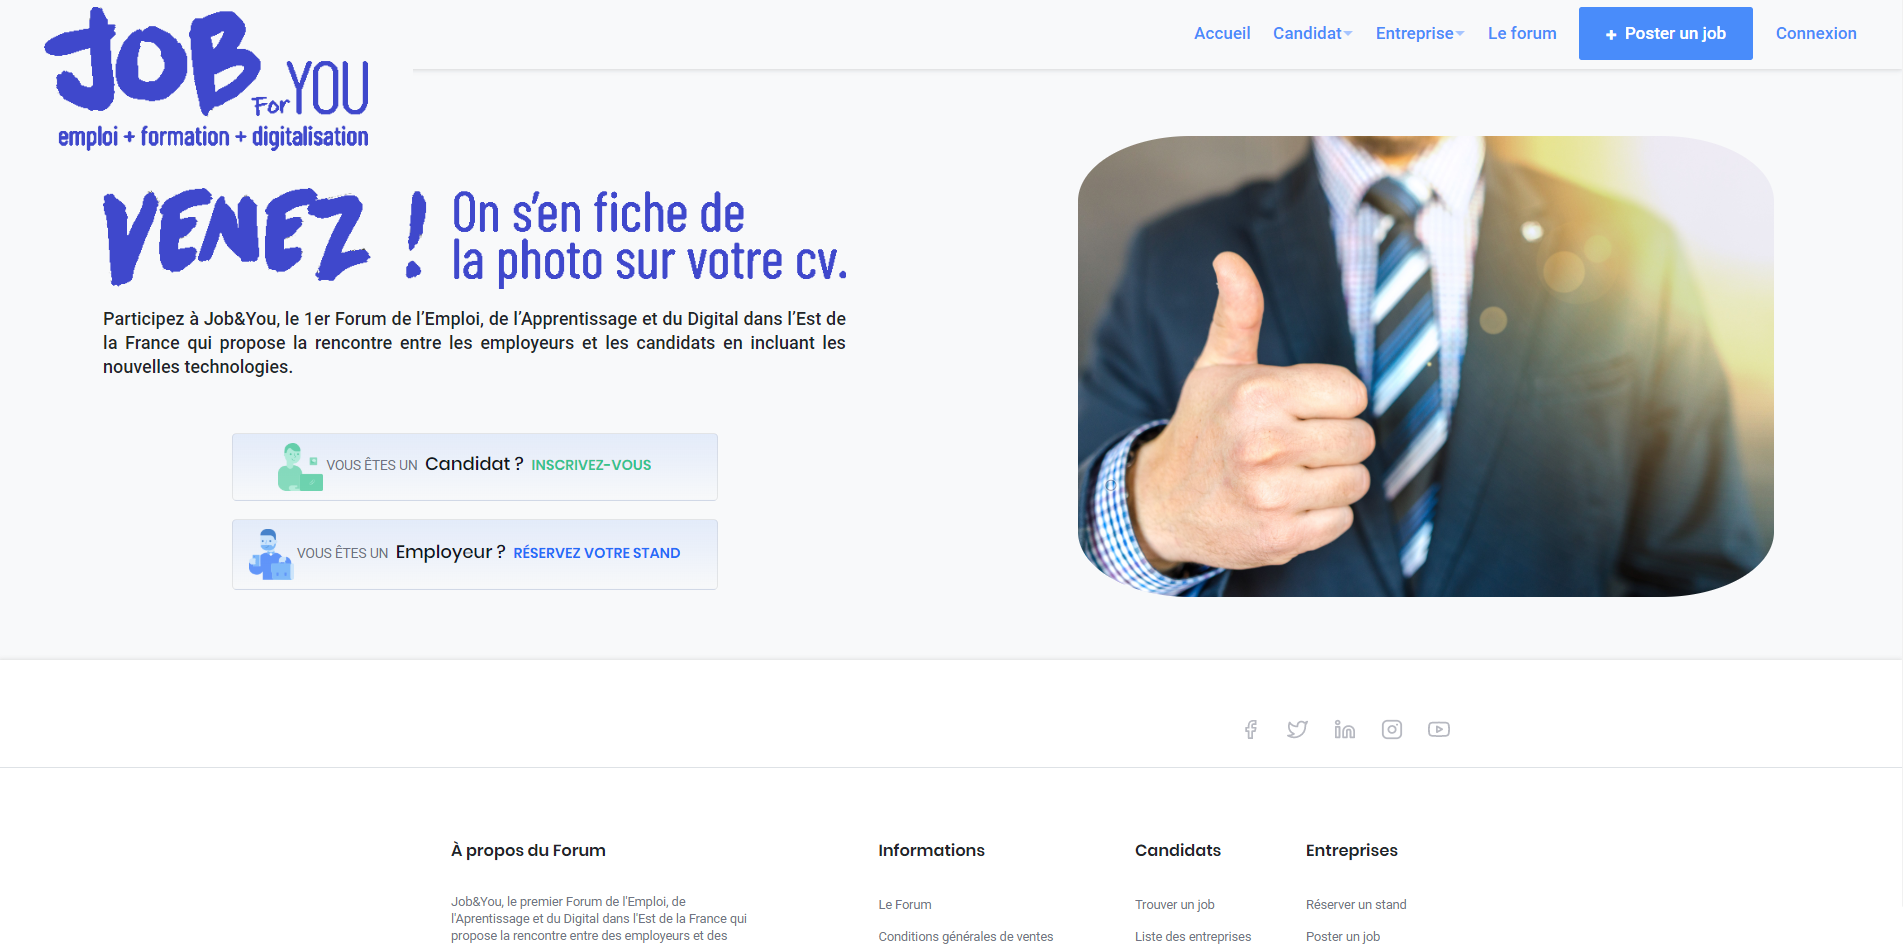 JOB For YOU
emploi + formation + digitalisation
Accueil Candidat Entreprise Le forum + Poster un job Connexion
VENEZ ! On s’en fiche de
la photo sur votre cv.
Participez à Job&You, le 1er Forum de l’Emploi, de l’Apprentissage et du Digital dans l’Est de
la France qui propose la rencontre entre les employeurs et les candidats en incluant les
nouvelles technologies.
VOUS ÊTES UN Candidat ? INSCRIVEZ-VOUS
VOUS ÊTES UN Employeur ? RÉSERVEZ VOTRE STAND
À propos du Forum
Job&You, le premier Forum de l'Emploi, de
l'Aprentissage et du Digital dans l'Est de la France qui
propose la rencontre entre des employeurs et des
Informations
Le Forum
Conditions générales de ventes
Candidats
Trouver un job
Liste des entreprises
Entreprises
Réserver un stand
Poster un job